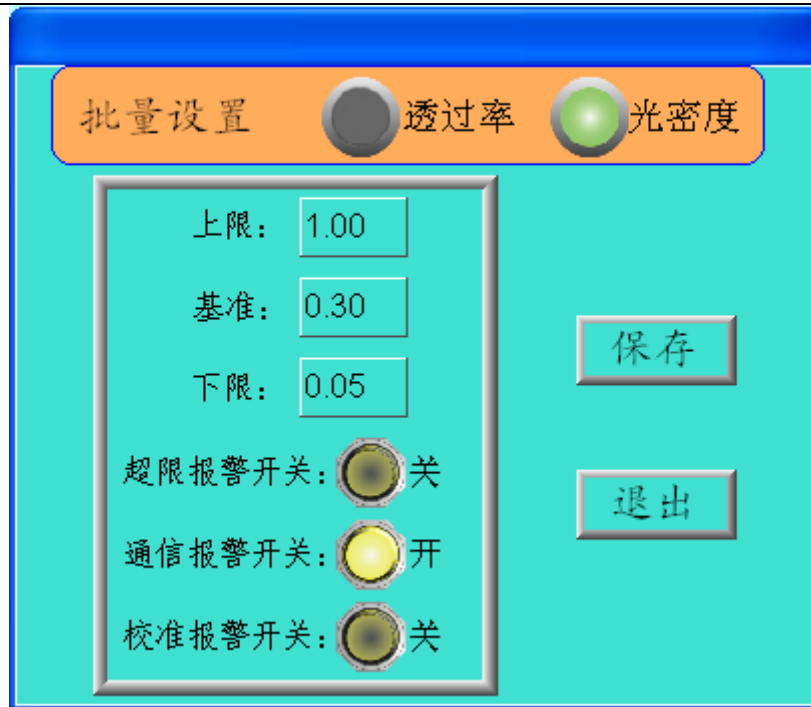 批量设置 透过率 光密度
上限： 1.00
基准： 0.30
下限： 0.05
超限报警开关： 关
通信报警开关： 开
校准报警开关： 关
保存
退出